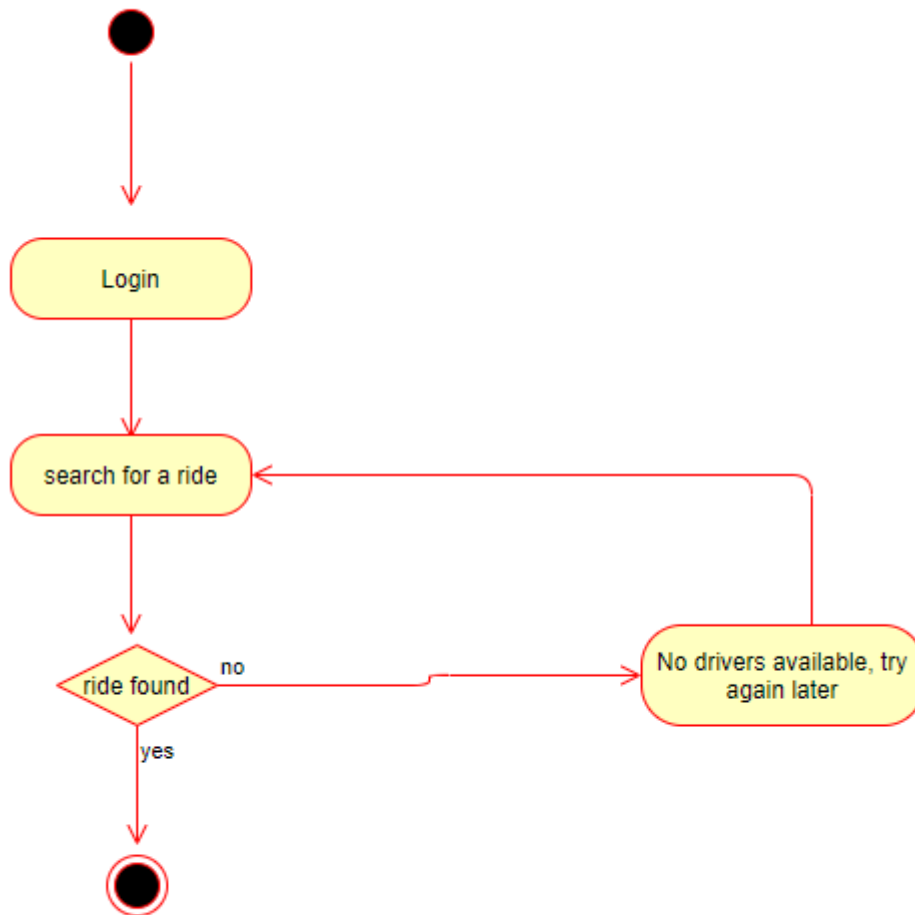 Login
search for a ride
ride found
no
No drivers available, try
again later
yes